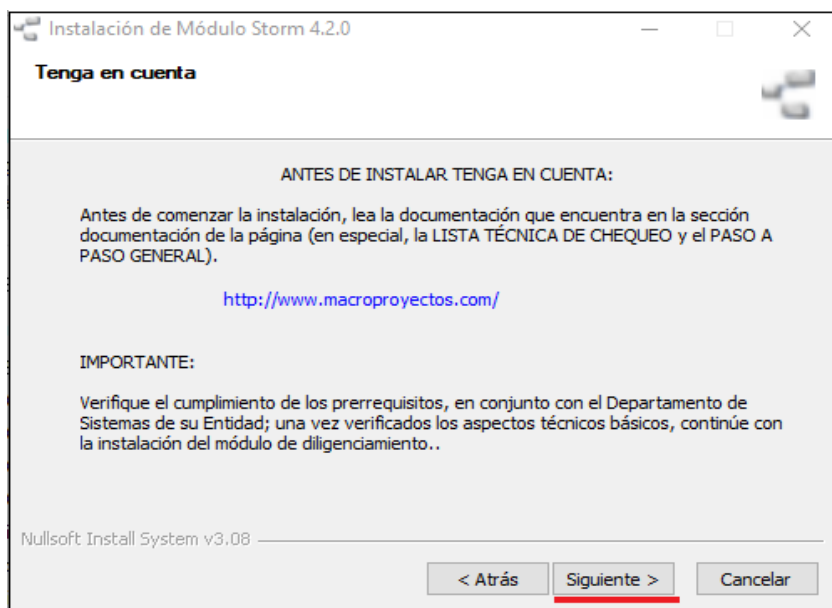 Instalación de Módulo Storm 4.2.0
Tenga en cuenta
ANTES DE INSTALAR TENGA EN CUENTA:
Antes de comenzar la instalación, lea la documentación que encuentra en la sección
documentación de la página (en especial, la LISTA TÉCNICA DE CHEQUEO y el PASO A
PASO GENERAL).
http://www.macroproyectos.com/
IMPORTANTE:
Verifique el cumplimiento de los prerrequisitos, en conjunto con el Departamento de
Sistemas de su Entidad; una vez verificados los aspectos técnicos básicos, continúe con
la instalación del módulo de diligenciamiento..
Nullsoft Install System v3.08
< Atrás Siguiente > Cancelar